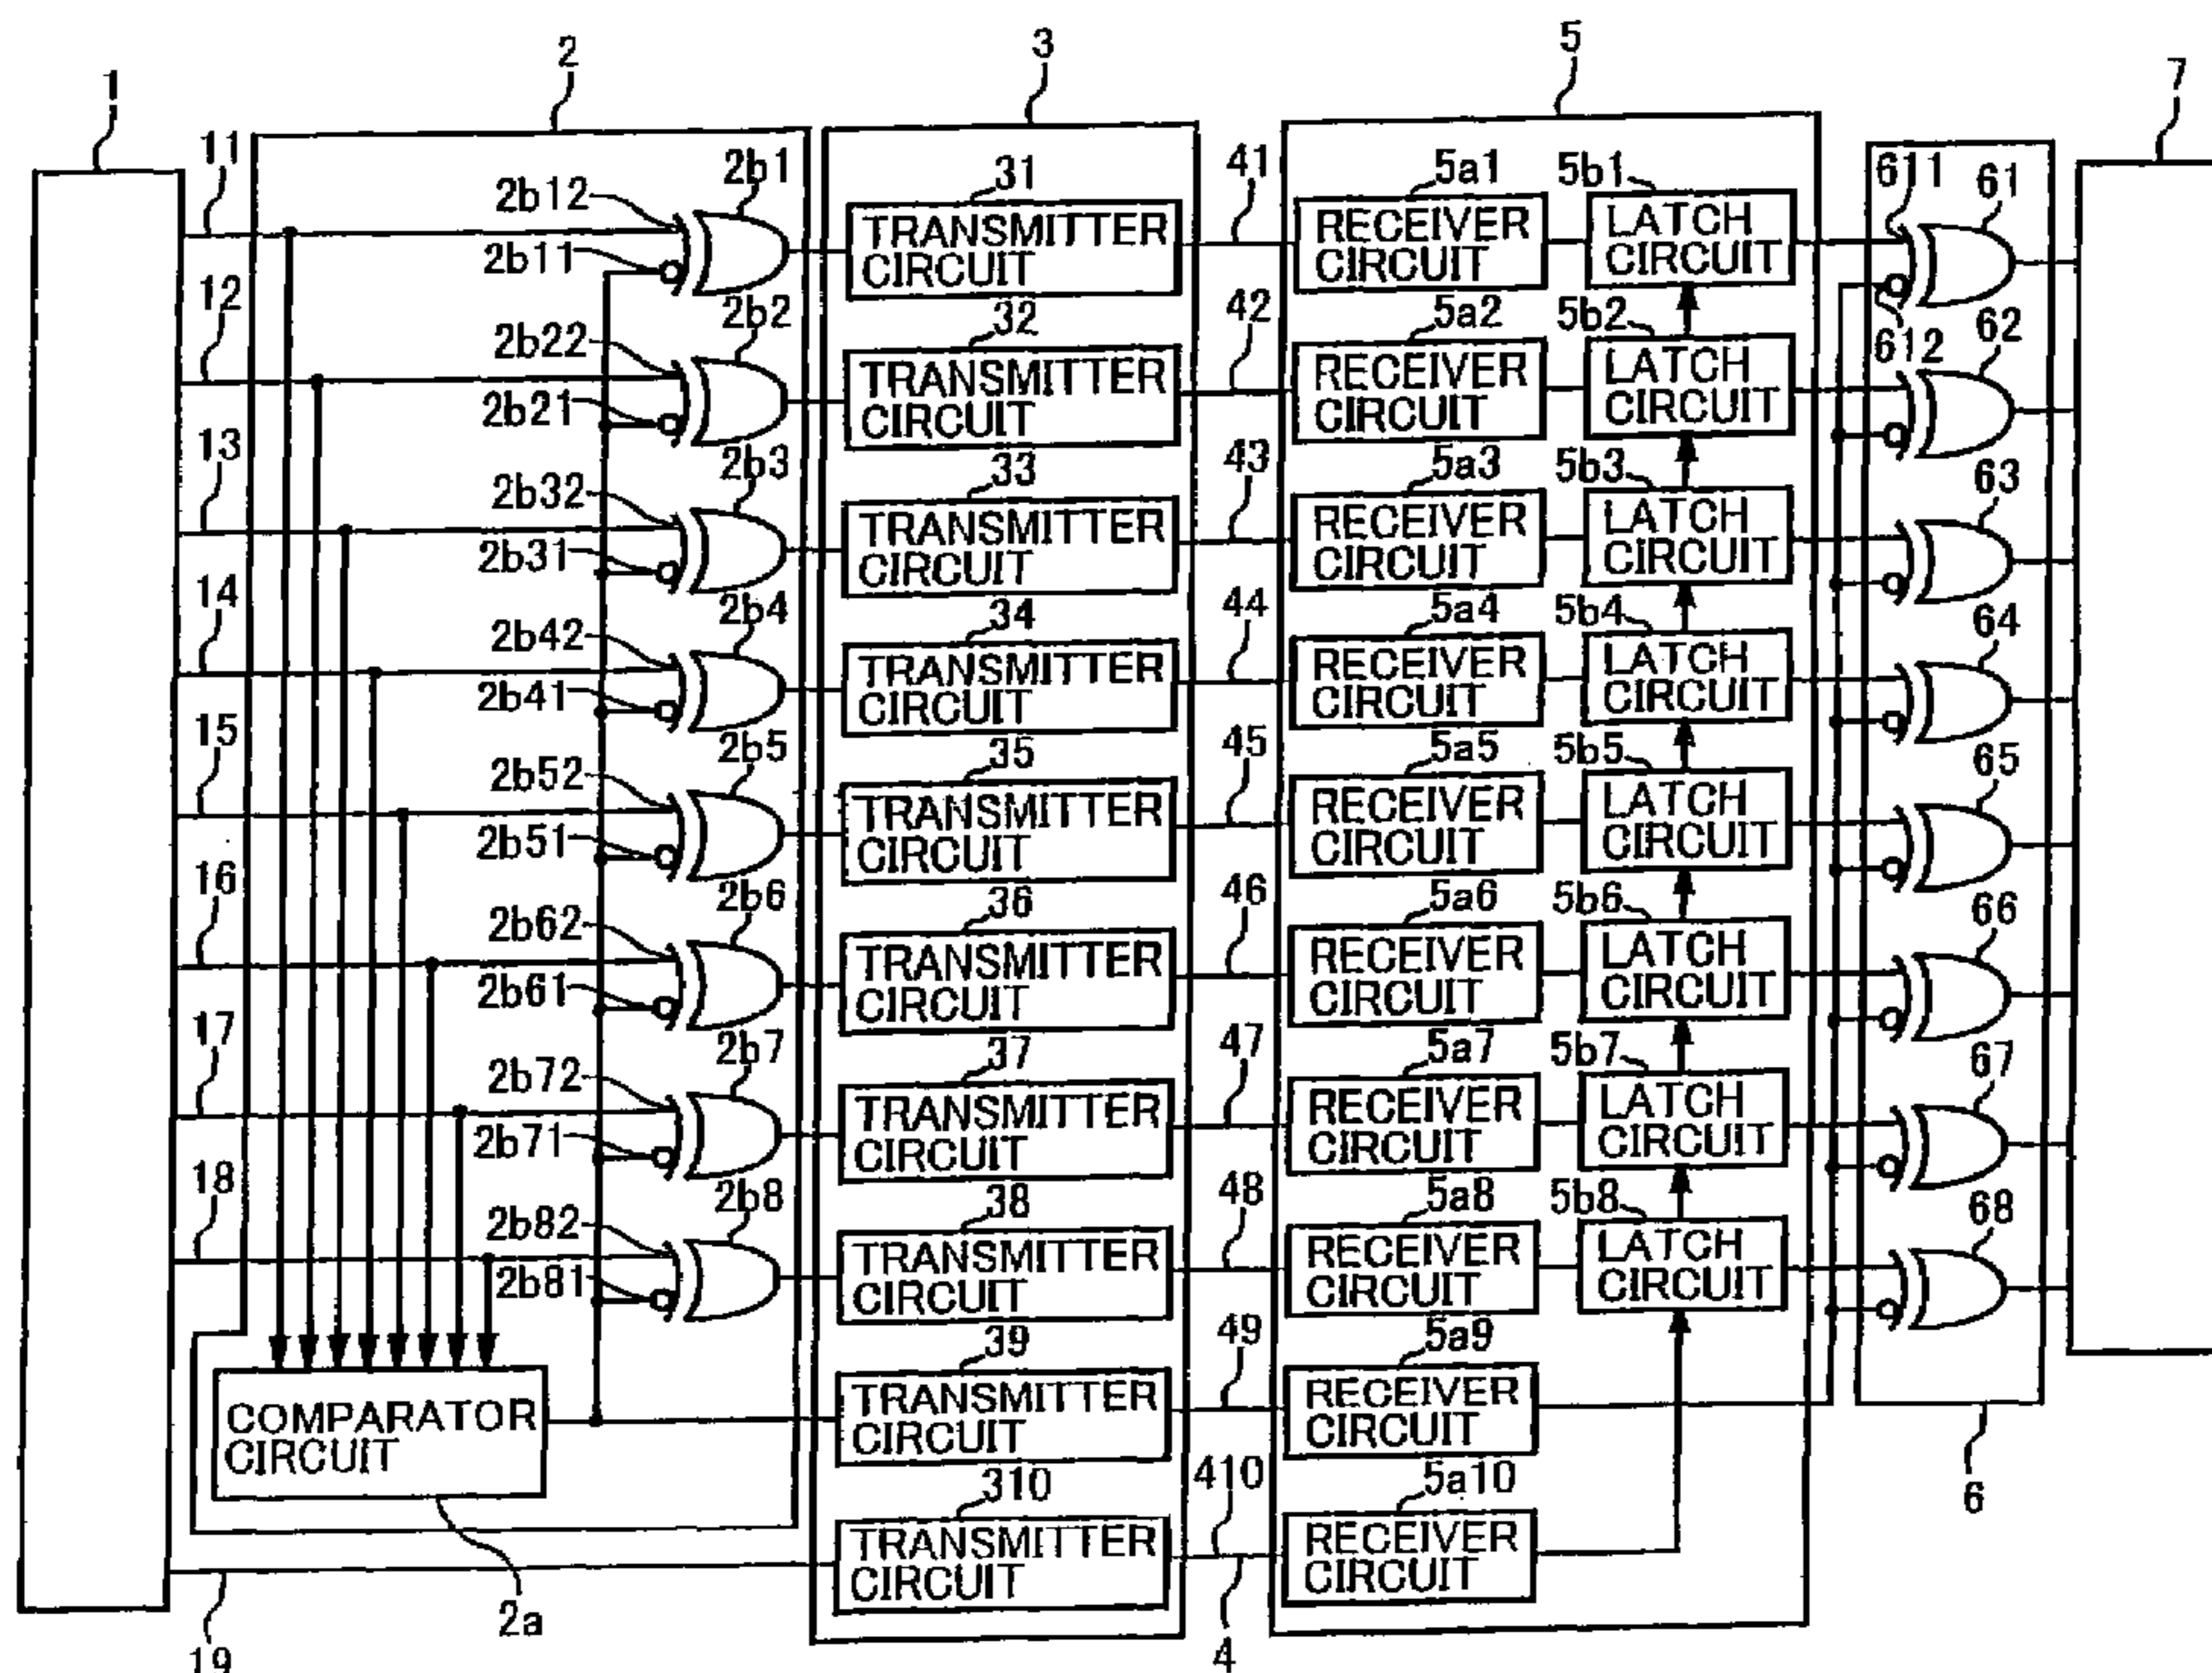 1
2
3
5
7
11
2b12
2b1
2b11
31
TRANSMITTER
CIRCUIT
41
5a1
RECEIVER
CIRCUIT
5b1
LATCH
CIRCUIT
611
61
612
12
2b22
2b2
2b21
32
TRANSMITTER
CIRCUIT
42
5a2
RECEIVER
CIRCUIT
5b2
LATCH
CIRCUIT
62
13
2b32
2b3
2b31
33
TRANSMITTER
CIRCUIT
43
5a3
RECEIVER
CIRCUIT
5b3
LATCH
CIRCUIT
63
14
2b42
2b4
2b41
34
TRANSMITTER
CIRCUIT
44
5a4
RECEIVER
CIRCUIT
5b4
LATCH
CIRCUIT
64
15
2b52
2b5
2b51
35
TRANSMITTER
CIRCUIT
45
5a5
RECEIVER
CIRCUIT
5b5
LATCH
CIRCUIT
65
16
2b62
2b6
2b61
36
TRANSMITTER
CIRCUIT
46
5a6
RECEIVER
CIRCUIT
5b6
LATCH
CIRCUIT
66
17
2b72
2b7
2b71
37
TRANSMITTER
CIRCUIT
47
5a7
RECEIVER
CIRCUIT
5b7
LATCH
CIRCUIT
67
18
2b82
2b8
2b81
38
TRANSMITTER
CIRCUIT
48
5a8
RECEIVER
CIRCUIT
5b8
LATCH
CIRCUIT
68
COMPARATOR
CIRCUIT
39
TRANSMITTER
CIRCUIT
49
5a9
RECEIVER
CIRCUIT
6
310
TRANSMITTER
CIRCUIT
410
5a10
RECEIVER
CIRCUIT
19
2a
4